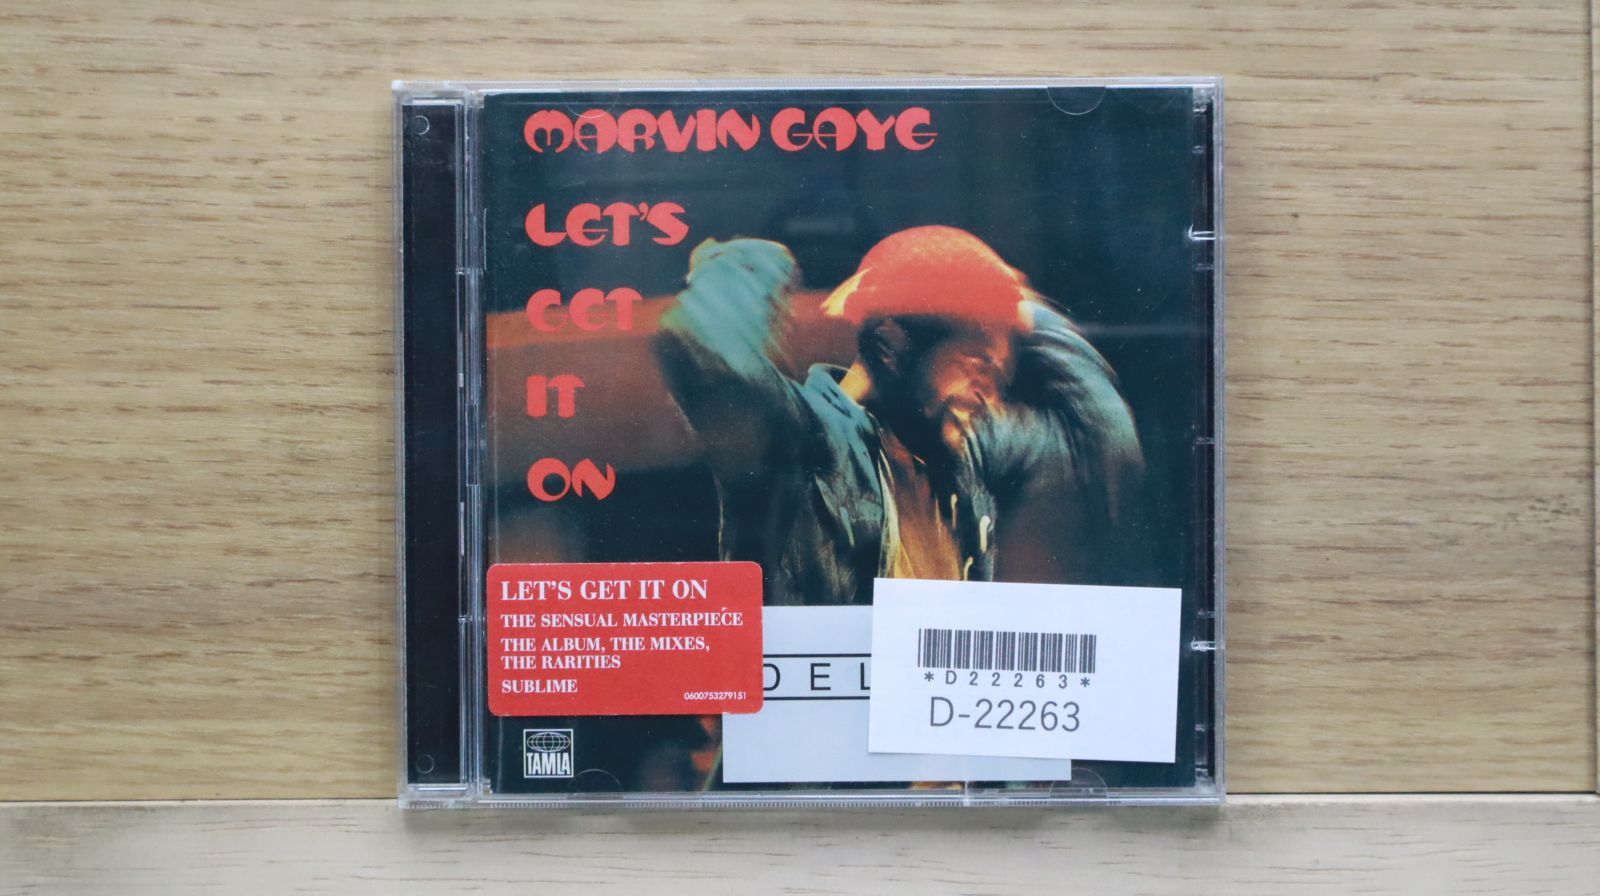 MARVIN GAYE
LET'S
GET
IT
ON
LET'S GET IT ON
THE SENSUAL MASTERPIECE
THE ALBUM, THE MIXES,
THE RARITIES
SUBLIME
0600753279151
DEL
*D22263*
D-22263
TAMLA